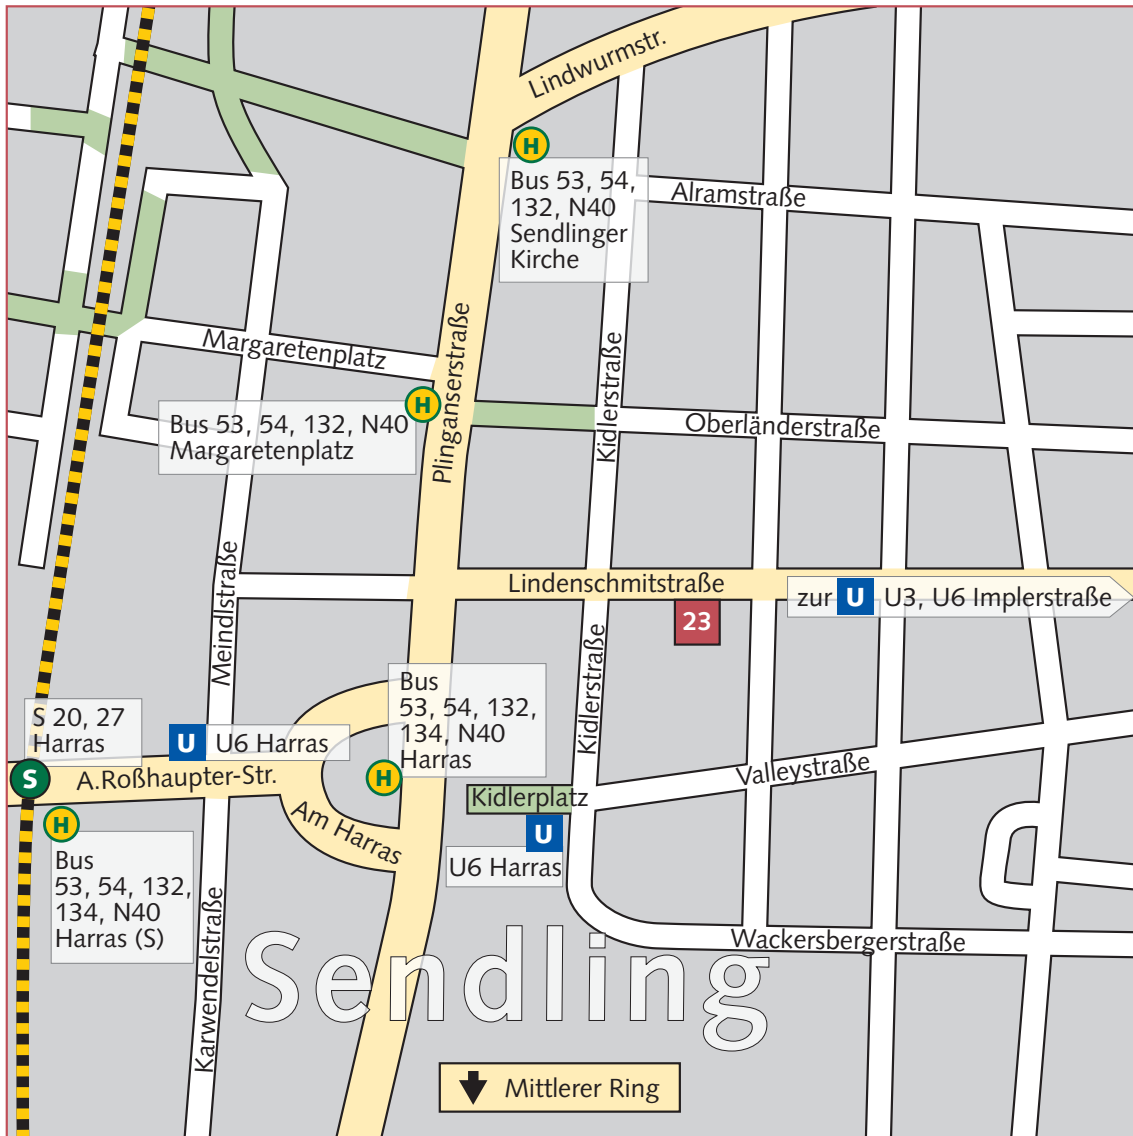 Lindwurmstr.
H
Bus 53, 54,
132, N40
Sendlinger
Kirche
Alramstraße
Margaretenplatz
Plinganserstraße
Kidlerstraße
H
Bus 53, 54, 132, N40
Margaretenplatz
Oberländerstraße
Meindlstraße
Lindenschmitstraße
zur U U3, U6 Implerstraße
23
Kidlerstraße
Bus
53, 54, 132,
134, N40
Harras
H
S 20, 27
Harras
U U6 Harras
S
A.Roßhaupter-Str.
Am Harras
Valleystraße
Kidlerplatz
U
U6 Harras
H
Bus
53, 54, 132,
134, N40
Harras (S)
Karwendelstraße
Wackersbergerstraße
Sendling
Mittlerer Ring